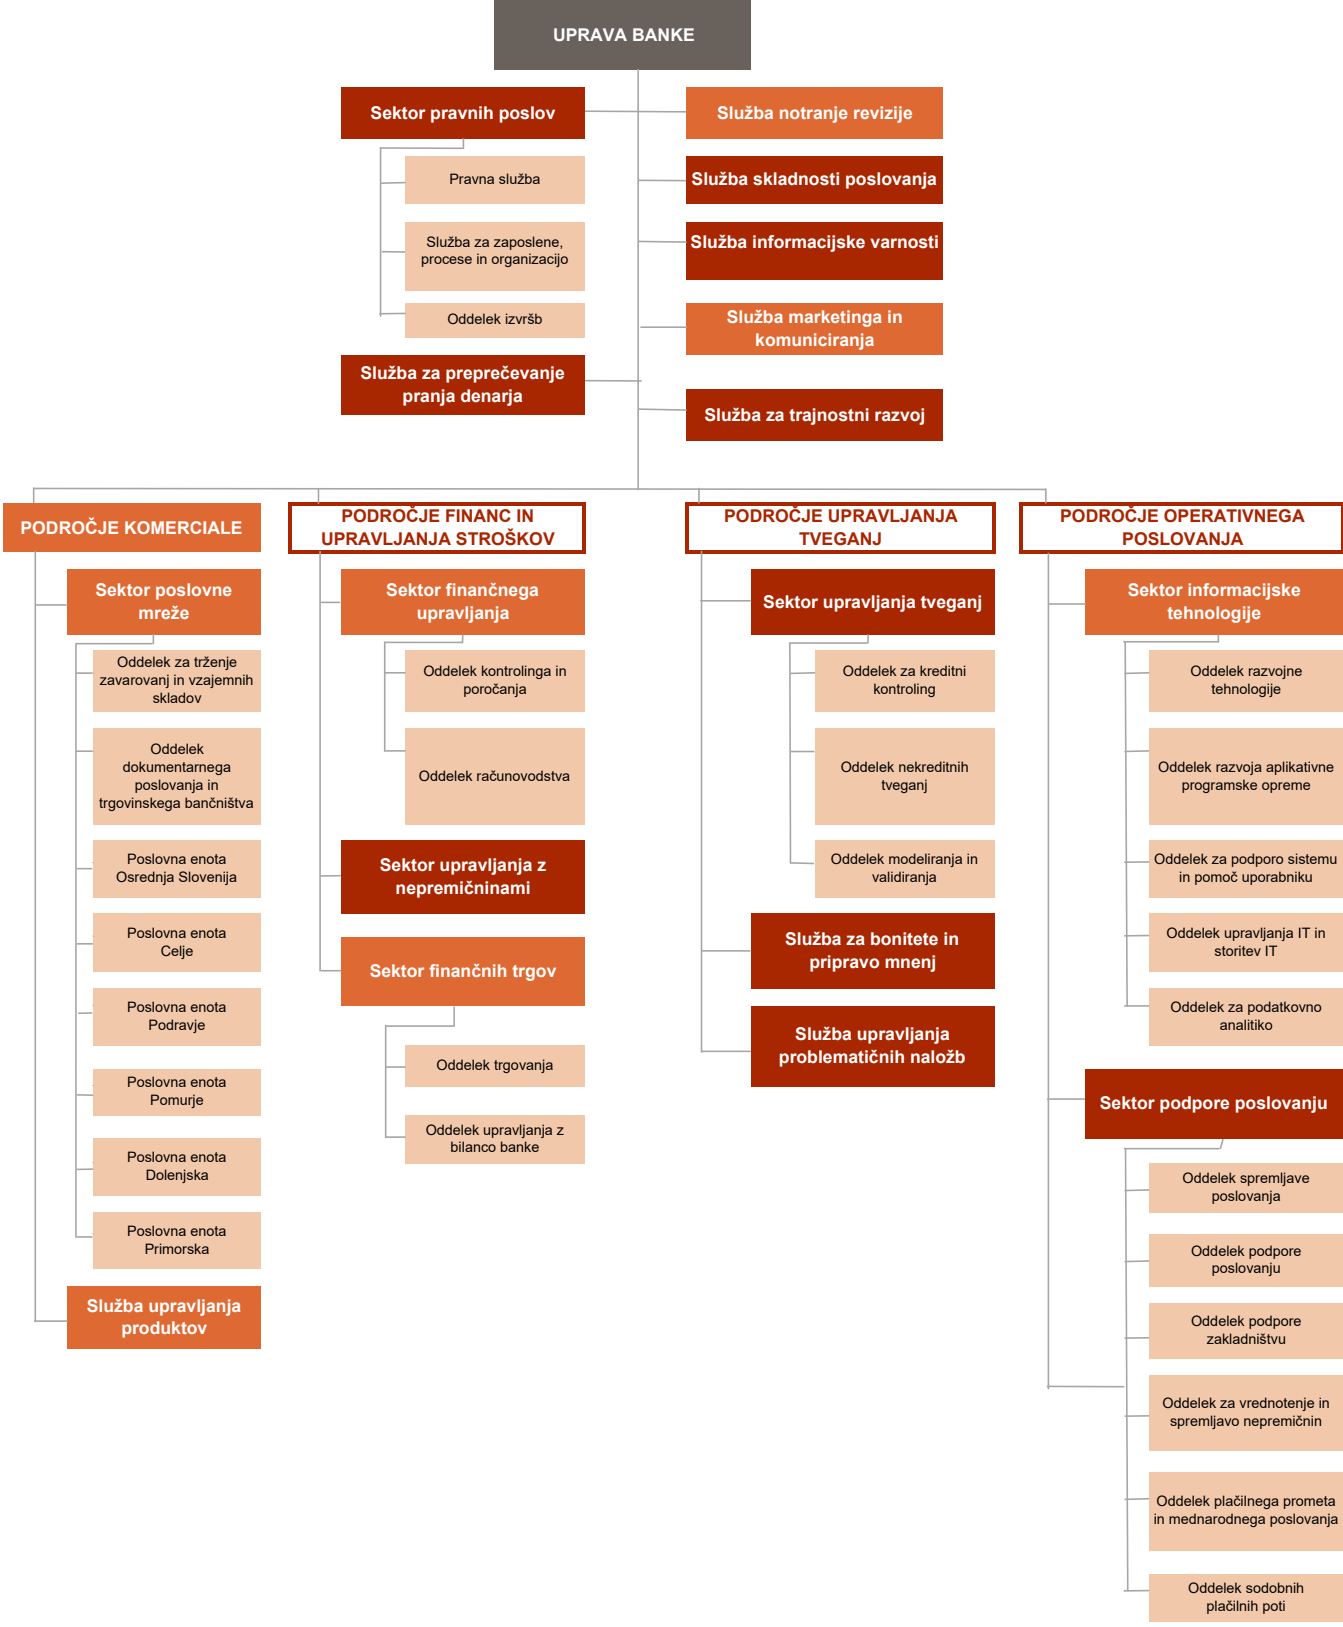 UPRAVA BANKE
Sektor pravnih poslov
Pravna služba
Služba za zaposlene,
procese in organizacijo
Oddelek izvršb
Služba za preprečevanje
pranja denarja
Služba notranje revizije
Služba skladnosti poslovanja
Služba informacijske varnosti
Služba marketinga in
komuniciranja
Služba za trajnostni razvoj
PODROČJE KOMERCIALE
Sektor poslovne
mreže
Oddelek za trženje
zavarovanj in vzajemnih
skladov
Oddelek
dokumentarnega
poslovanja in
trgovinskega bančništva
Poslovna enota
Osrednja Slovenija
Poslovna enota
Celje
Poslovna enota
Podravje
Poslovna enota
Pomurje
Poslovna enota
Dolenjska
Poslovna enota
Primorska
Služba upravljanja
produktov
PODROČJE FINANC IN
UPRAVLJANJA STROŠKOV
Sektor finančnega
upravljanja
Oddelek kontrolinga in
poročanja
Oddelek računovodstva
Sektor upravljanja z
nepremičninami
Sektor finančnih trgov
Oddelek trgovanja
Oddelek upravljanja z
bilanco banke
PODROČJE UPRAVLJANJA
TVEGANJ
Sektor upravljanja tveganj
Oddelek za kreditni
kontroling
Oddelek nekreditnih
tveganj
Oddelek modeliranja in
validiranja
Služba za bonitete in
pripravo mnenj
Služba upravljanja
problematičnih naložb
PODROČJE OPERATIVNEGA
POSLOVANJA
Sektor informacijske
tehnologije
Oddelek razvojne
tehnologije
Oddelek razvoja aplikativne
programske opreme
Oddelek za podporo sistemu
in pomoč uporabniku
Oddelek upravljanja IT in
storitev IT
Oddelek za podatkovno
analitiko
Sektor podpore poslovanju
Oddelek spremljave
poslovanja
Oddelek podpore
poslovanju
Oddelek podpore
zakladništvu
Oddelek za vrednotenje in
spremljavo nepremičnin
Oddelek plačilnega prometa
in mednarodnega poslovanja
Oddelek sodobnih
plačilnih poti